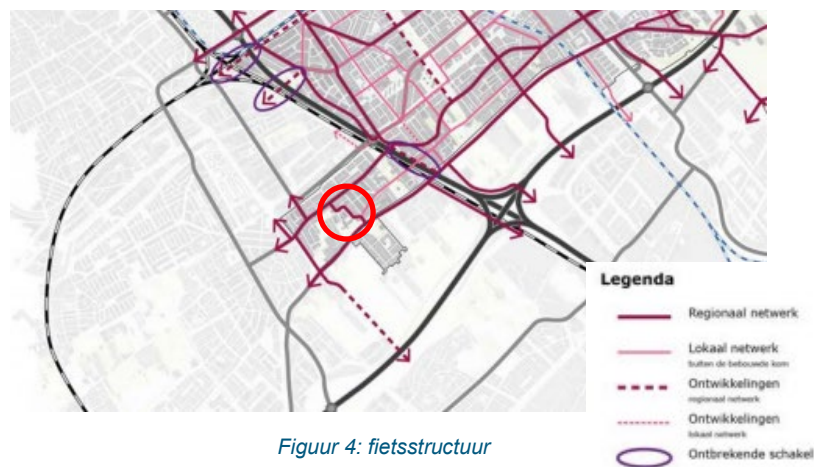 Legenda
Regionaal netwerk
Lokaal netwerk
buiten de bebouwde kom
Ontwikkelingen
regionaal netwerk
Ontwikkelingen
lokaal netwerk
Ontbrekende schakel
Figuur 4: fietsstructuur